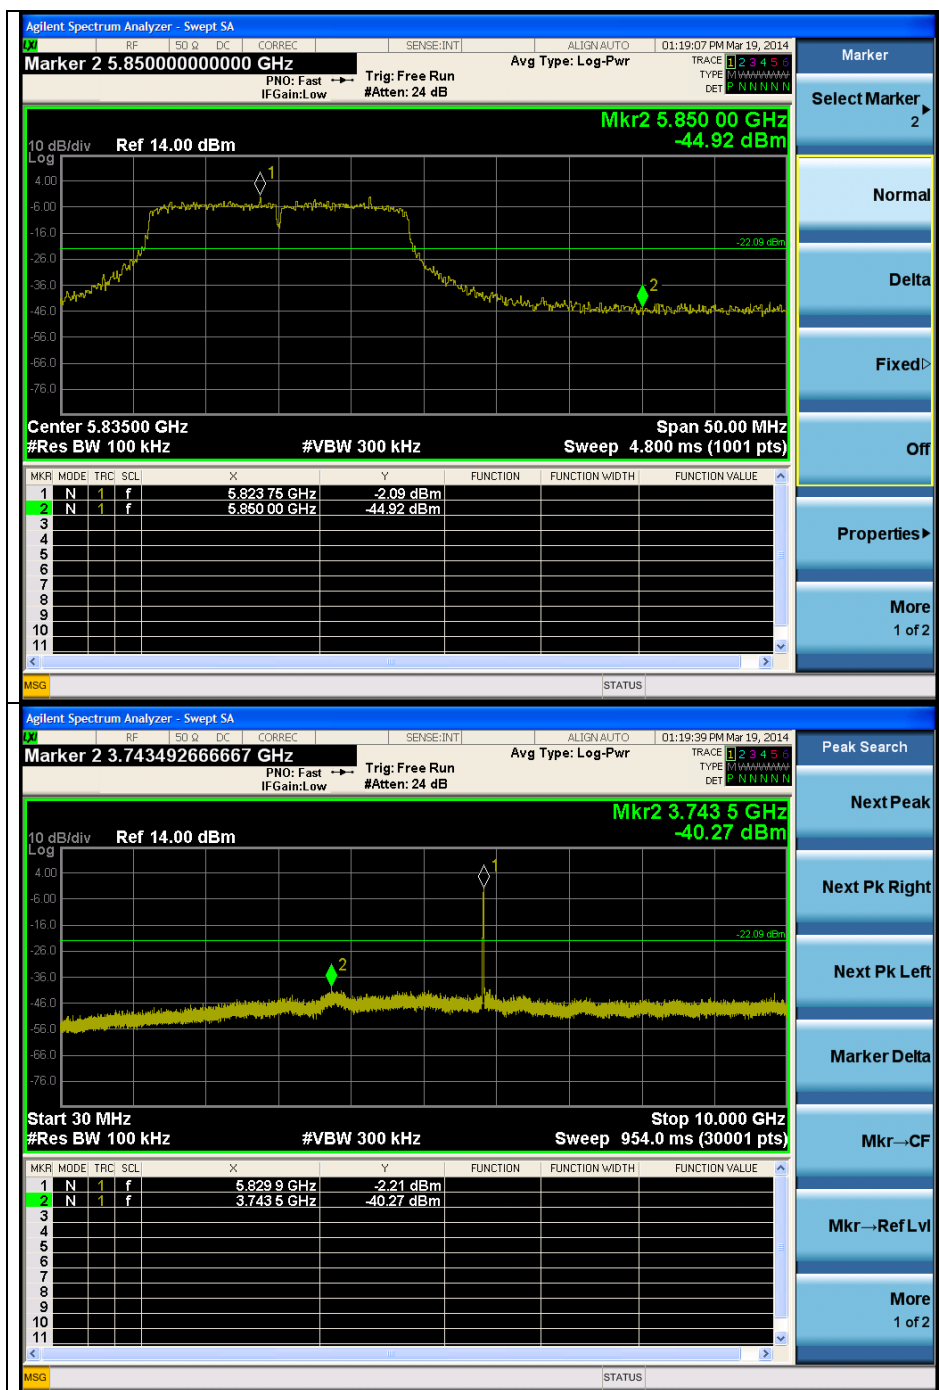 Agilent Spectrum Analyzer - Swept SA
LXI RF 50 Ω DC CORREC SENSE:INT ALIGN AUTO 01:19:07 PM Mar 19, 2014
Marker 2 5.850000000000 GHz Avg Type: Log-Pwr TRACE 1 2 3 4 5 6
PNO: Fast Trig: Free Run TYPE M WWWWW
IFGain:Low #Atten: 24 dB DET P N N N N N
Mkr2 5.850 00 GHz
10 dB/div Ref 14.00 dBm -44.92 dBm
Log
4.00
1
-6.00
-16.0
-22.09 dBm
-26.0
-36.0
2
-46.0
-56.0
-66.0
-76.0
Center 5.83500 GHz Span 50.00 MHz
#Res BW 100 kHz #VBW 300 kHz Sweep 4.800 ms (1001 pts)
MKR MODE TRC SCL X Y FUNCTION FUNCTION WIDTH FUNCTION VALUE
1 N 1 f 5.823 75 GHz -2.09 dBm
2 N 1 f 5.850 00 GHz -44.92 dBm
3
4
5
6
7
8
9
10
11
MSG STATUS
Marker
Select Marker
2
Normal
Delta
Fixed
Off
Properties
More
1 of 2
Agilent Spectrum Analyzer - Swept SA
LXI RF 50 Ω DC CORREC SENSE:INT ALIGN AUTO 01:19:39 PM Mar 19, 2014
Marker 2 3.743492666667 GHz Avg Type: Log-Pwr TRACE 1 2 3 4 5 6
PNO: Fast Trig: Free Run TYPE M WWWWW
IFGain:Low #Atten: 24 dB DET P N N N N N
Mkr2 3.743 5 GHz
10 dB/div Ref 14.00 dBm -40.27 dBm
Log
1
4.00
-6.00
-16.0
-22.09 dBm
-26.0
2
-36.0
-46.0
-56.0
-66.0
-76.0
Start 30 MHz Stop 10.000 GHz
#Res BW 100 kHz #VBW 300 kHz Sweep 954.0 ms (30001 pts)
MKR MODE TRC SCL X Y FUNCTION FUNCTION WIDTH FUNCTION VALUE
1 N 1 f 5.829 9 GHz -2.21 dBm
2 N 1 f 3.743 5 GHz -40.27 dBm
3
4
5
6
7
8
9
10
11
MSG STATUS
Peak Search
Next Peak
Next Pk Right
Next Pk Left
Marker Delta
Mkr→CF
Mkr→Ref Lvl
More
1 of 2